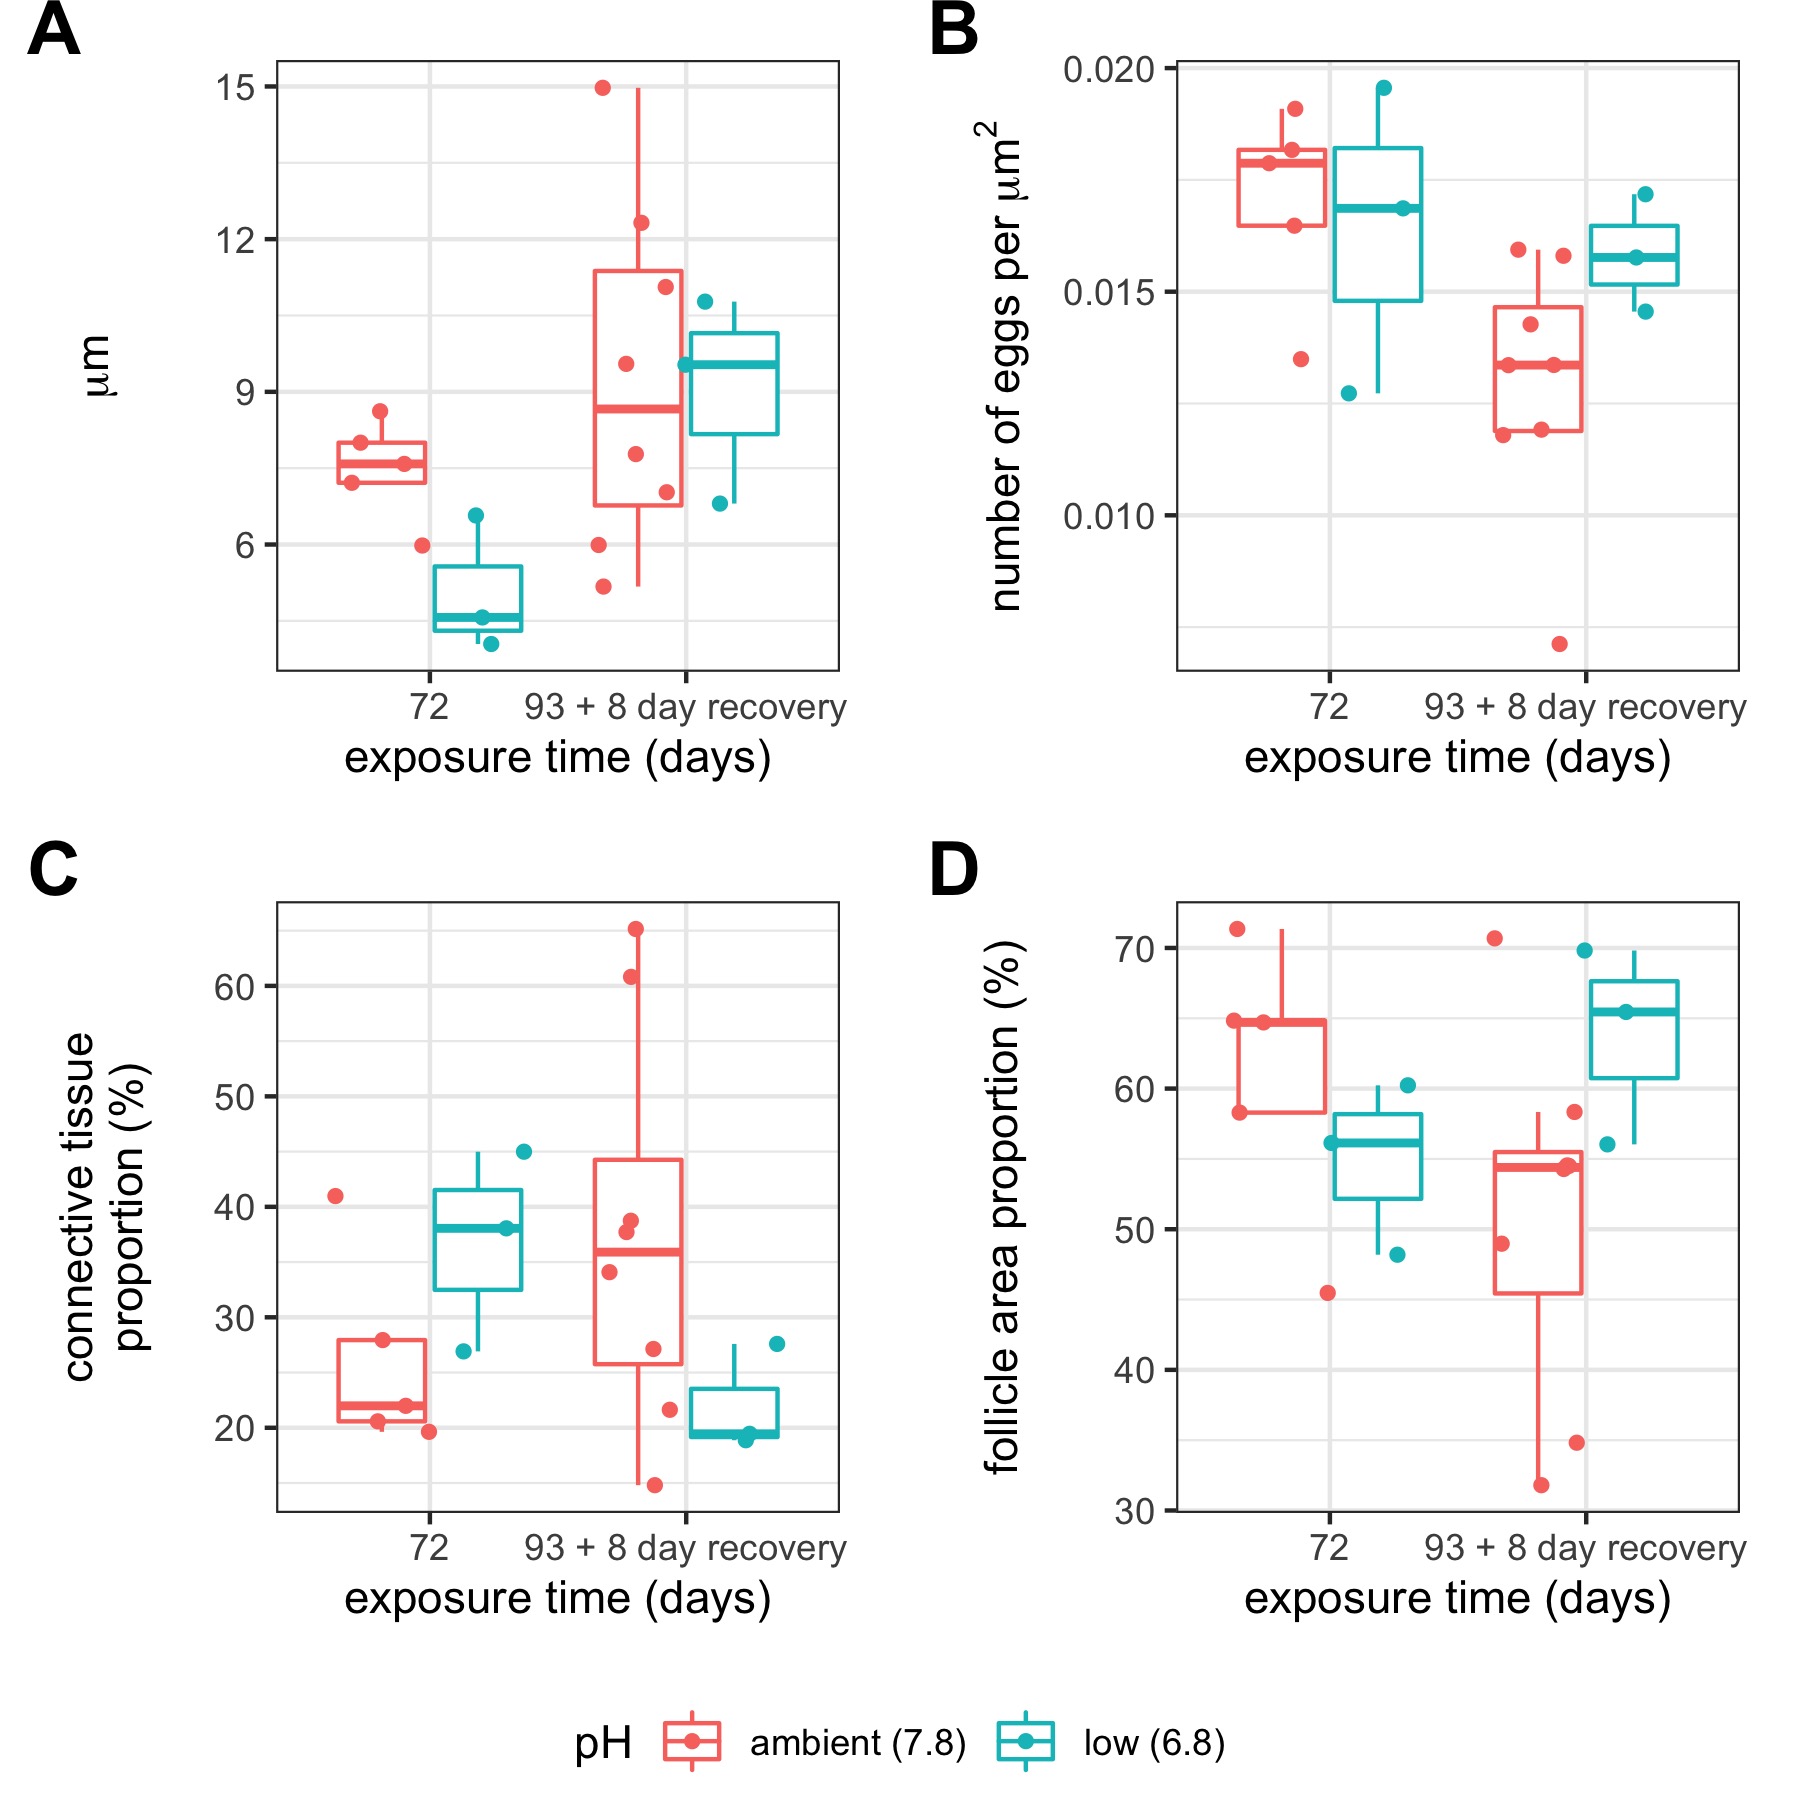 A
15
12
9
6
μm
72
93 + 8 day recovery
exposure time (days)
B
0.020
0.015
0.010
number of eggs per μm²
72
93 + 8 day recovery
exposure time (days)
C
60
50
40
30
20
connective tissue
proportion (%)
72
93 + 8 day recovery
exposure time (days)
D
70
60
50
40
30
follicle area proportion (%)
72
93 + 8 day recovery
exposure time (days)
pH
ambient (7.8)
low (6.8)